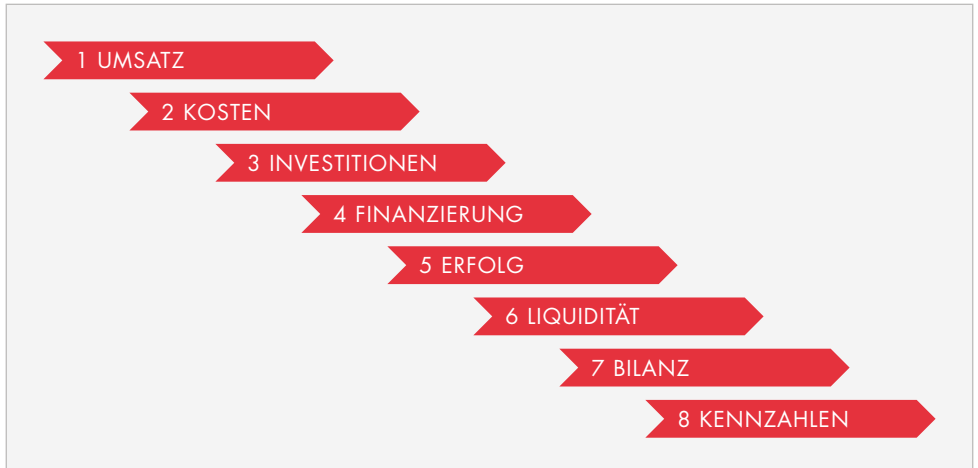 1 UMSATZ
2 KOSTEN
3 INVESTITIONEN
4 FINANZIERUNG
5 ERFOLG
6 LIQUIDITÄT
7 BILANZ
8 KENNZAHLEN